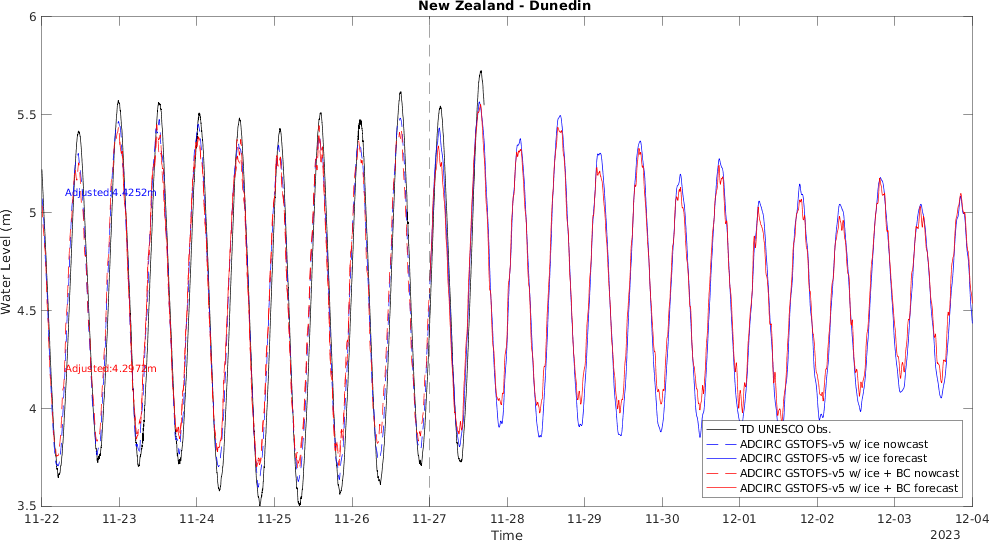 New Zealand - Dunedin
6
5.5
5
4.5
4
3.5
Water Level (m)
Adjusted:4.4252m
Adjusted:4.2972m
TD UNESCO Obs.
ADCIRC GSTOFS-v5 w/ ice nowcast
ADCIRC GSTOFS-v5 w/ ice forecast
ADCIRC GSTOFS-v5 w/ ice + BC nowcast
ADCIRC GSTOFS-v5 w/ ice + BC forecast
11-22 11-23 11-24 11-25 11-26 11-27 11-28 11-29 11-30 12-01 12-02 12-03 12-04
Time
2023